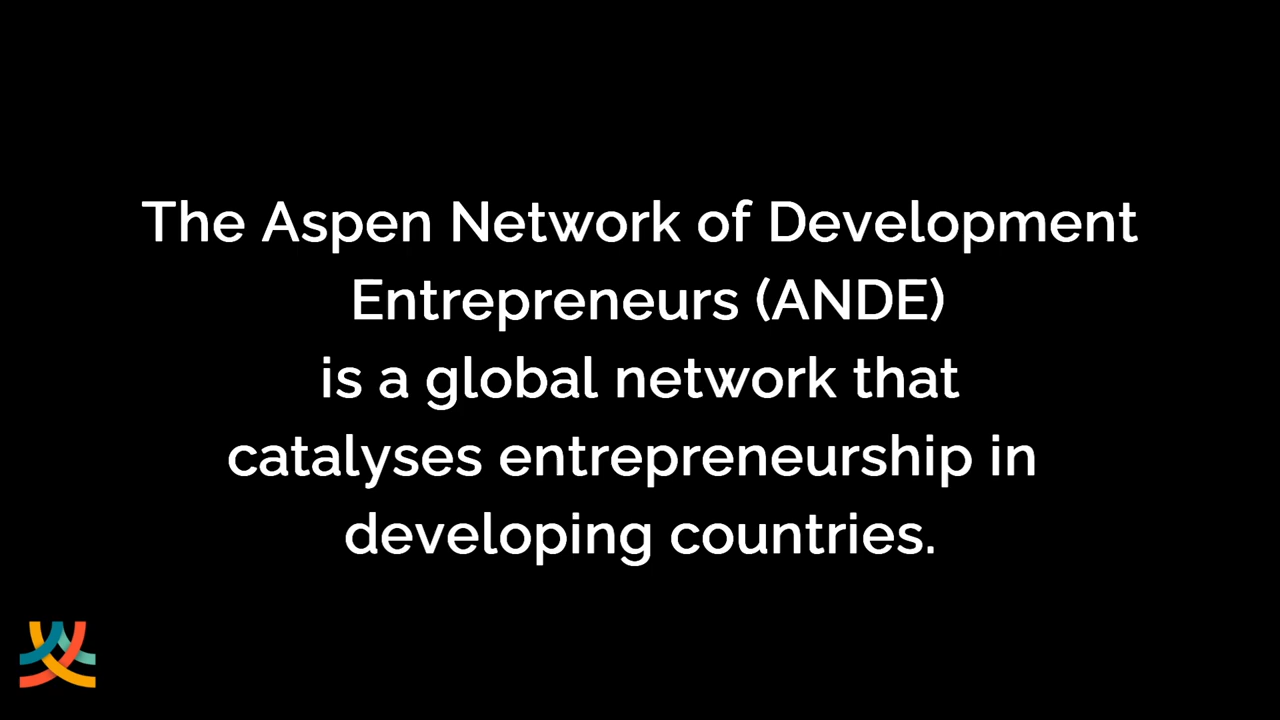 The Aspen Network of Development
Entrepreneurs (ANDE)
is a global network that
catalyses entrepreneurship in
developing countries.